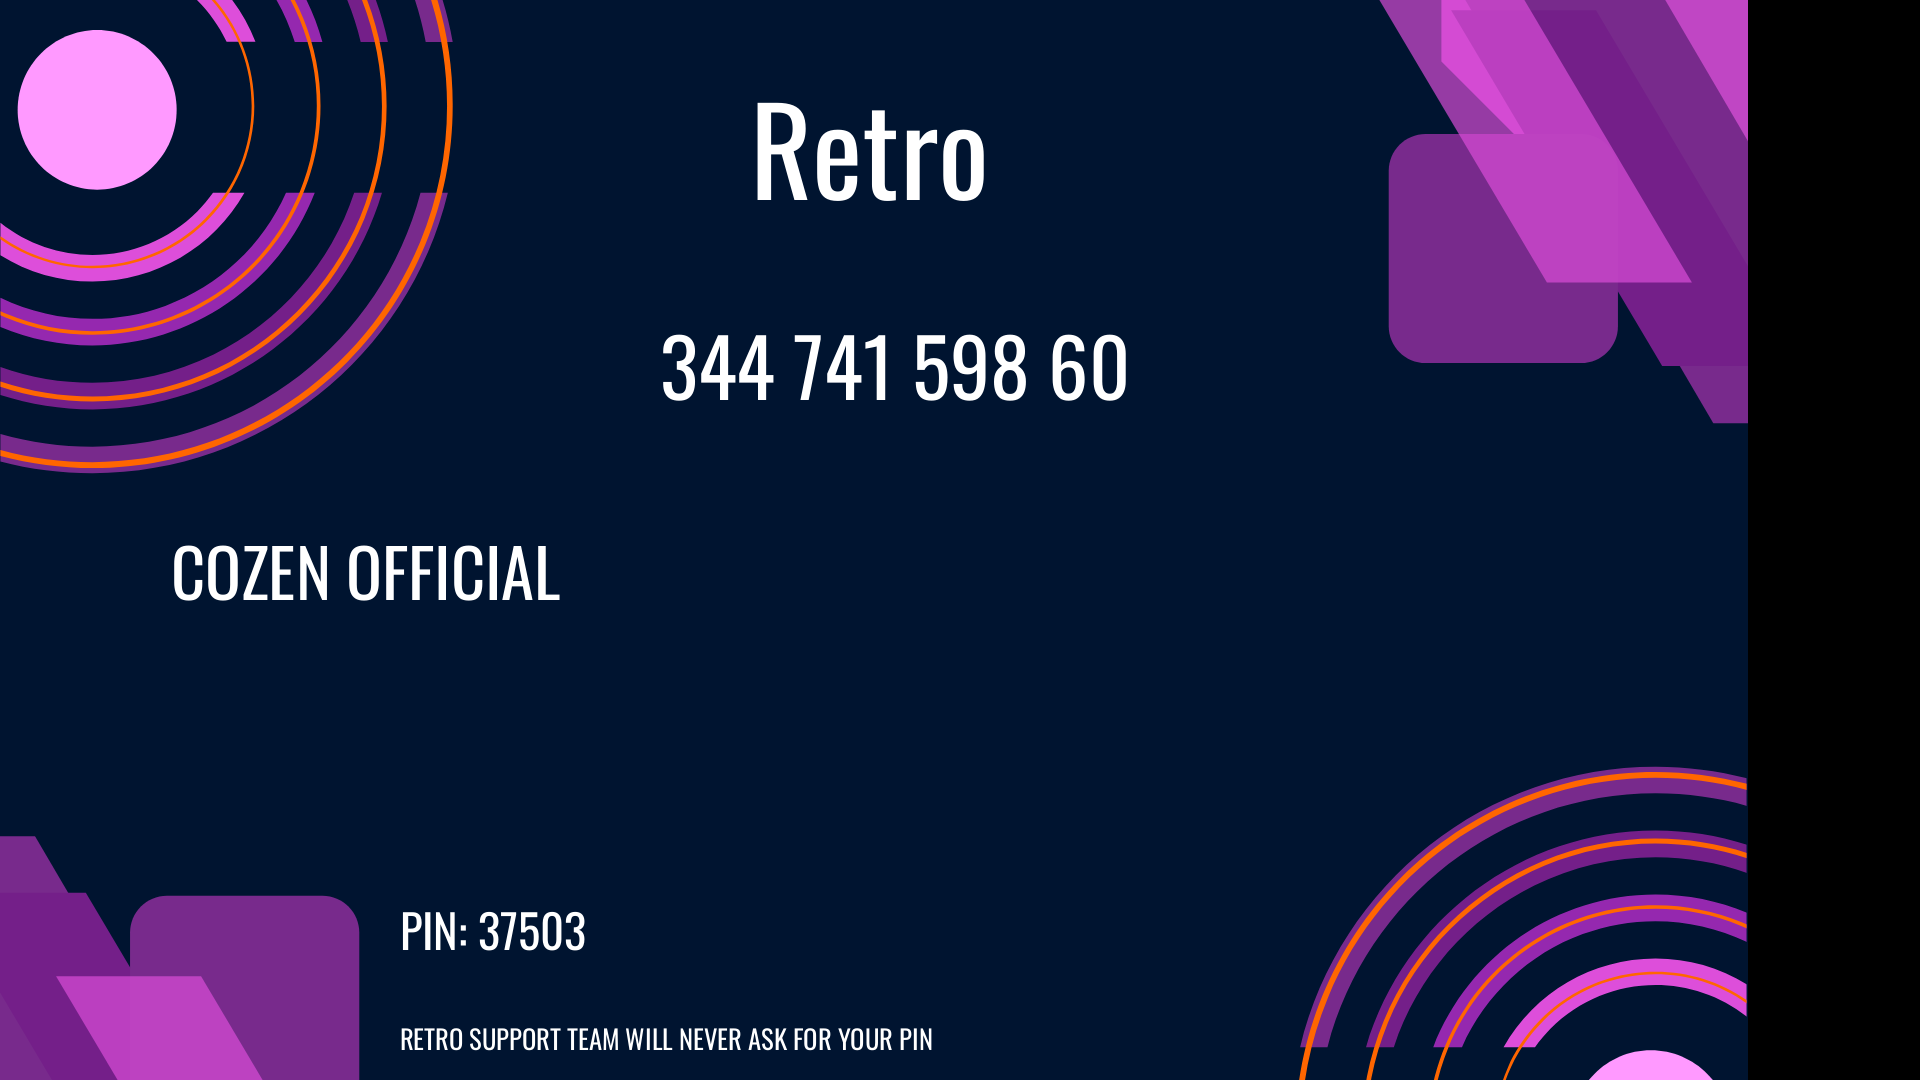 Retro
344 741 598 60
COZEN OFFICIAL
PIN: 37503
RETRO SUPPORT TEAM WILL NEVER ASK FOR YOUR PIN